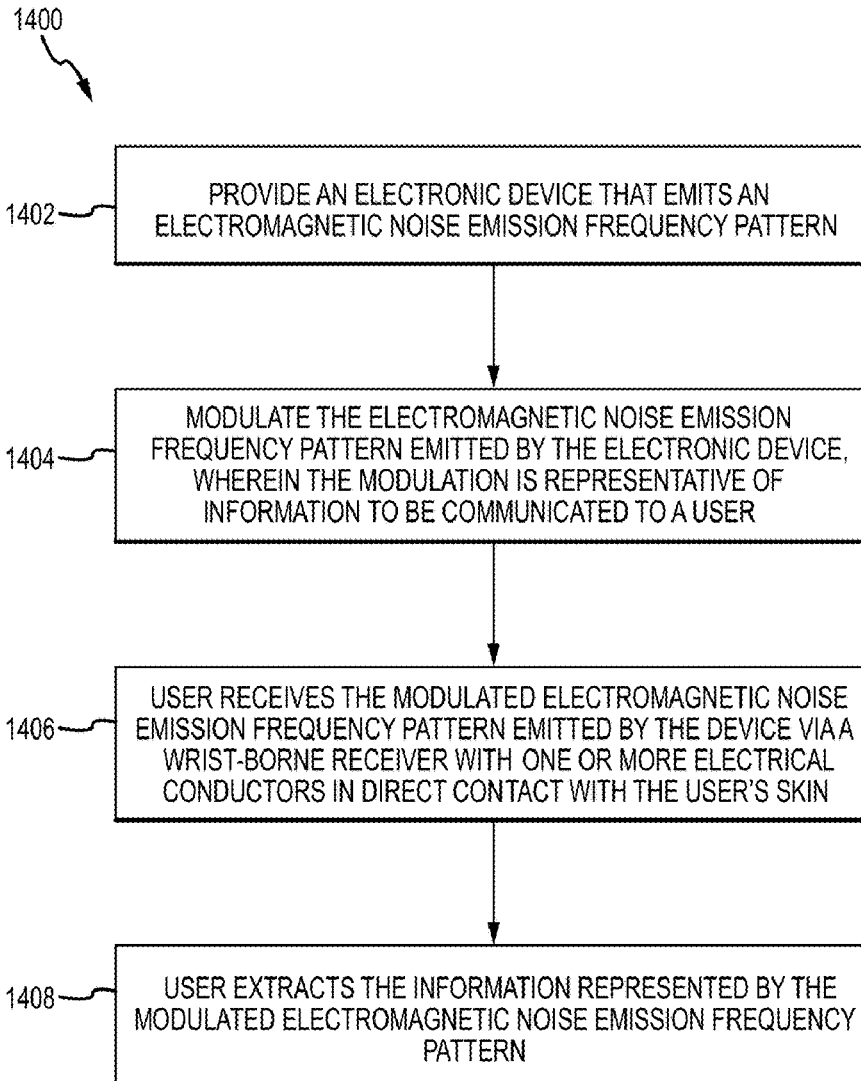 1400
1402
PROVIDE AN ELECTRONIC DEVICE THAT EMITS AN
ELECTROMAGNETIC NOISE EMISSION FREQUENCY PATTERN
1404
MODULATE THE ELECTROMAGNETIC NOISE EMISSION
FREQUENCY PATTERN EMITTED BY THE ELECTRONIC DEVICE,
WHEREIN THE MODULATION IS REPRESENTATIVE OF
INFORMATION TO BE COMMUNICATED TO A USER
1406
USER RECEIVES THE MODULATED ELECTROMAGNETIC NOISE
EMISSION FREQUENCY PATTERN EMITTED BY THE DEVICE VIA A
WRIST-BORNE RECEIVER WITH ONE OR MORE ELECTRICAL
CONDUCTORS IN DIRECT CONTACT WITH THE USER'S SKIN
1408
USER EXTRACTS THE INFORMATION REPRESENTED BY THE
MODULATED ELECTROMAGNETIC NOISE EMISSION FREQUENCY
PATTERN